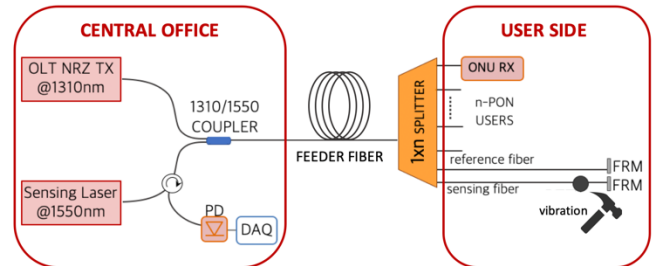 CENTRAL OFFICE
OLT NRZ TX
@1310nm
1310/1550
COUPLER
Sensing Laser
@1550nm
PD
DAQ
FEEDER FIBER
1xn SPLITTER
USER SIDE
ONU RX
n-PON
USERS
reference fiber
FRM
sensing fiber
FRM
vibration